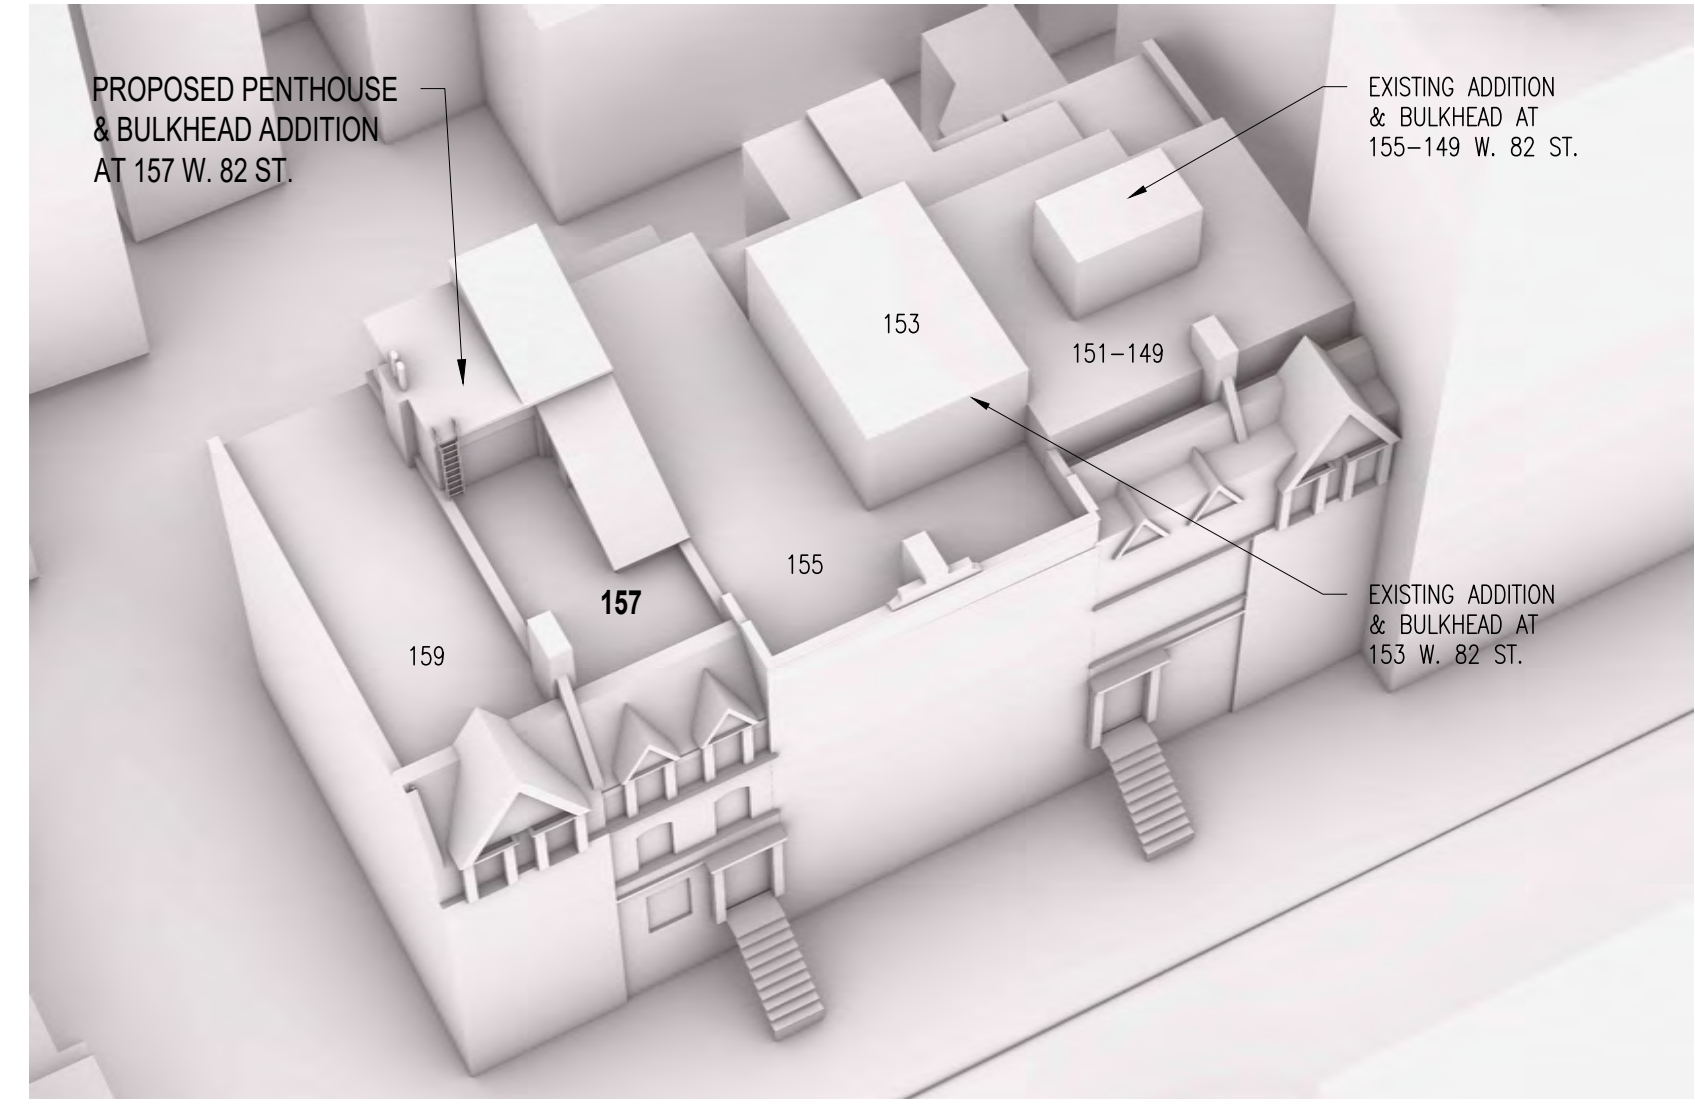 PROPOSED PENTHOUSE
& BULKHEAD ADDITION
AT 157 W. 82 ST.
EXISTING ADDITION
& BULKHEAD AT
155-149 W. 82 ST.
153
151-149
155
157
159
EXISTING ADDITION
& BULKHEAD AT
153 W. 82 ST.